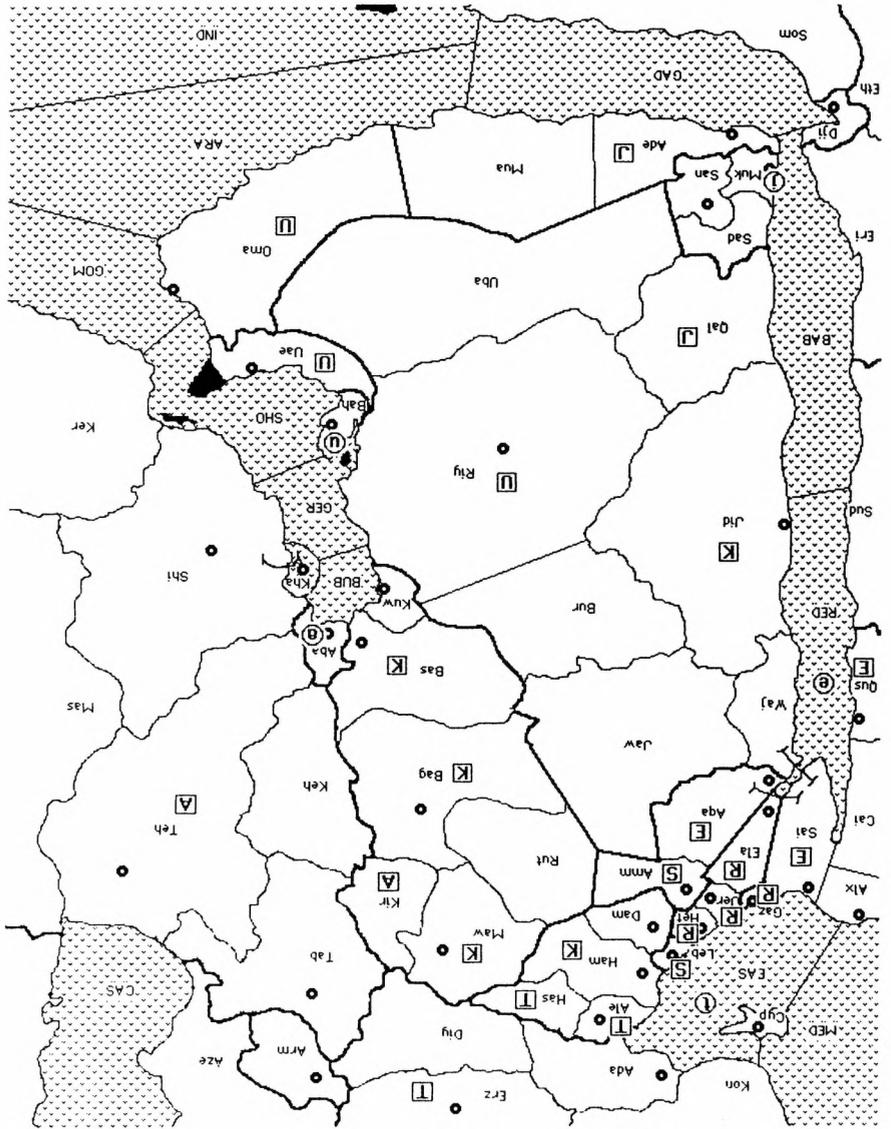 Kon
Erz
T
Ada
Arm
Aze
Diy
MED
Cyp
T
Ale
t
Has
T
CAS
EAS
S
Leb
Ham
K
K
Maw
Tab
R
Het
Dam
R
Jer
Gaz
R
Kir
A
Alx
S
Amm
Ela
R
Sai
E
Rut
Cai
Aqa
E
Teh
A
Bag
K
Keh
Jaw
Waj
Mas
Qus
E
e
Bas
K
Aba
a
RED
Bur
Kuw
BUB
Kha
Shi
Jid
K
Sud
GER
Riy
U
u
SHO
Ker
Bah
Uae
U
BAB
Qat
J
Uba
GOM
Eri
Sad
Oma
U
Muk
j
San
Mua
Ade
J
ARA
Dji
Eth
GAD
Som
IND